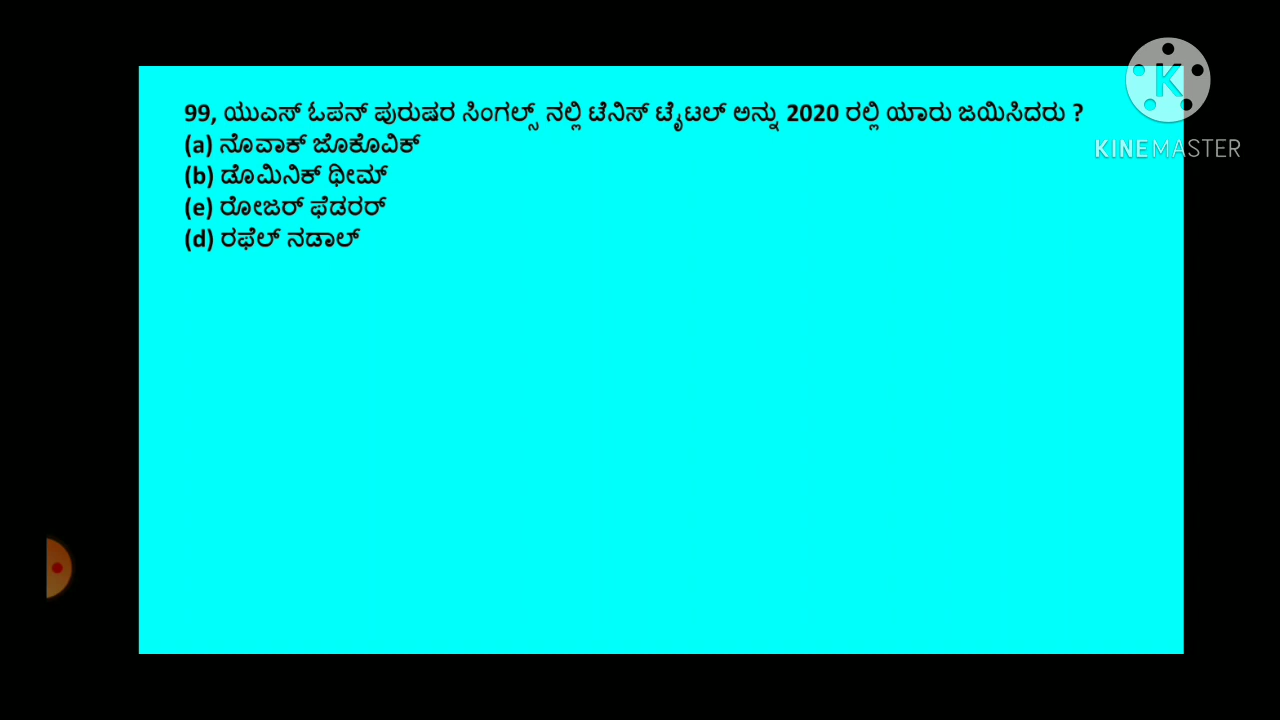 99, ಯುಎಸ್ ಓಪನ್ ಪುರುಷರ ಸಿಂಗಲ್ಸ್ ನಲ್ಲಿ ಟೆನಿಸ್ ಟೈಟಲ್ ಅನ್ನು 2020 ರಲ್ಲಿ ಯಾರು ಜಯಿಸಿದರು ?
(a) ನೊವಾಕ್ ಜೊಕೊವಿಕ್
(b) ಡೊಮಿನಿಕ್ ಥೀಮ್
(e) ರೋಜರ್ ಫೆಡರರ್
(d) ರಫೆಲ್ ನಡಾಲ್
K
KINEMASTER